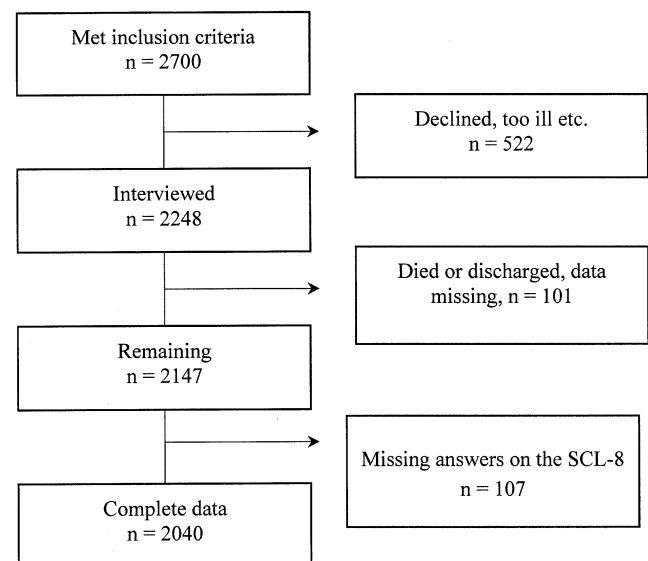 Met inclusion criteria
n = 2700
Declined, too ill etc.
n = 522
Interviewed
n = 2248
Died or discharged, data
missing, n = 101
Remaining
n = 2147
Missing answers on the SCL-8
n = 107
Complete data
n = 2040